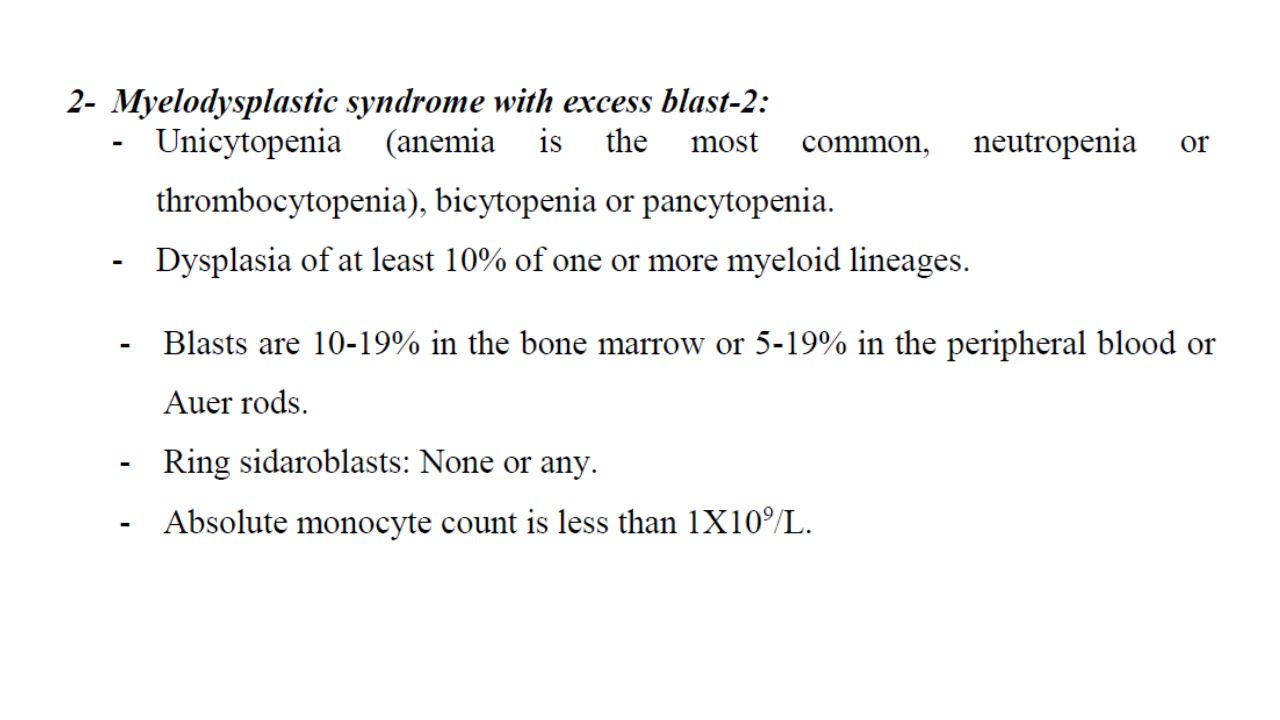 2- Myelodysplastic syndrome with excess blast-2:
- Unicytopenia (anemia is the most common, neutropenia or
thrombocytopenia), bicytopenia or pancytopenia.
- Dysplasia of at least 10% of one or more myeloid lineages.
- Blasts are 10-19% in the bone marrow or 5-19% in the peripheral blood or
Auer rods.
- Ring sidaroblasts: None or any.
- Absolute monocyte count is less than 1X10⁹/L.